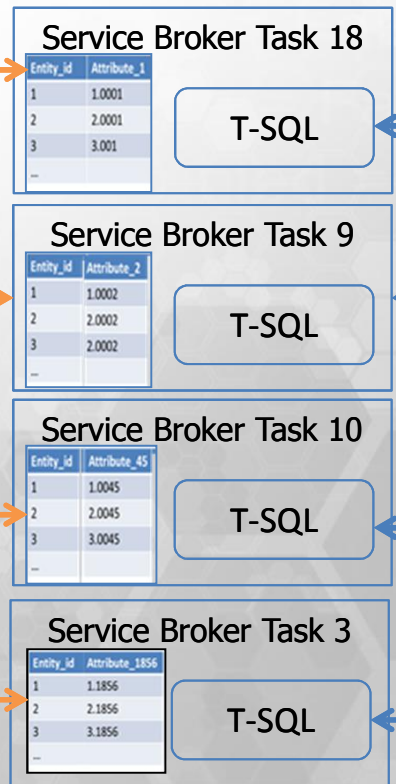 Service Broker Task 18
Entity_id Attribute_1
1 1.0001
2 2.0001
3 3.001
...
T-SQL
Service Broker Task 9
Entity_id Attribute_2
1 1.0002
2 2.0002
3 2.0002
...
T-SQL
Service Broker Task 10
Entity_id Attribute_45
1 1.0045
2 2.0045
3 3.0045
...
T-SQL
Service Broker Task 3
Entity_id Attribute_1856
1 1.1856
2 2.1856
3 3.1856
...
T-SQL